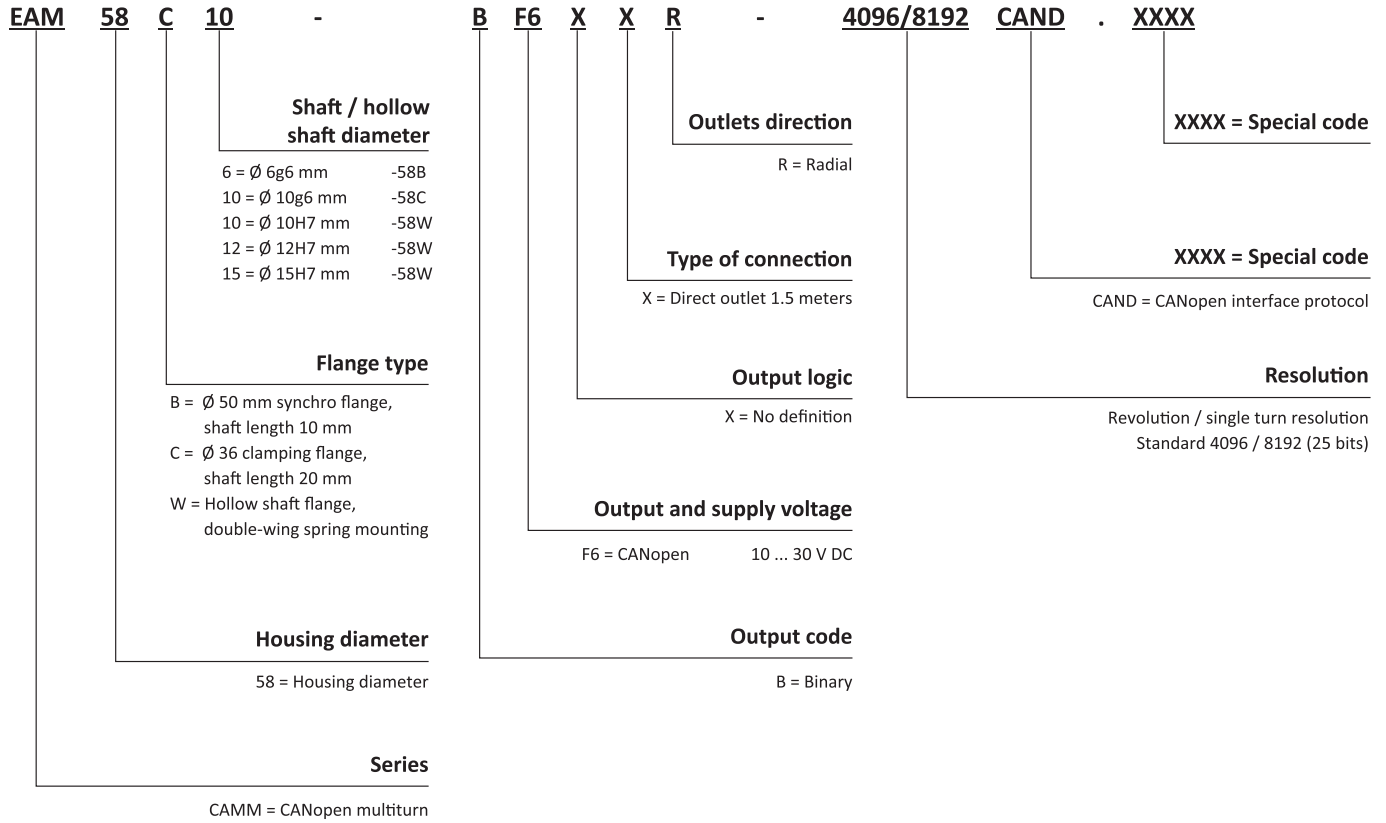 EAM 58 C 10 - B F6 X X R - 4096/8192 CAND . XXXX
Shaft / hollow
shaft diameter
6 = Ø 6g6 mm -58B
10 = Ø 10g6 mm -58C
10 = Ø 10H7 mm -58W
12 = Ø 12H7 mm -58W
15 = Ø 15H7 mm -58W
Flange type
B = Ø 50 mm synchro flange,
shaft length 10 mm
C = Ø 36 clamping flange,
shaft length 20 mm
W = Hollow shaft flange,
double-wing spring mounting
Housing diameter
58 = Housing diameter
Series
CAMM = CANopen multiturn
Outlets direction
R = Radial
Type of connection
X = Direct outlet 1.5 meters
Output logic
X = No definition
Output and supply voltage
F6 = CANopen 10 ... 30 V DC
Output code
B = Binary
XXXX = Special code
XXXX = Special code
CAND = CANopen interface protocol
Resolution
Revolution / single turn resolution
Standard 4096 / 8192 (25 bits)